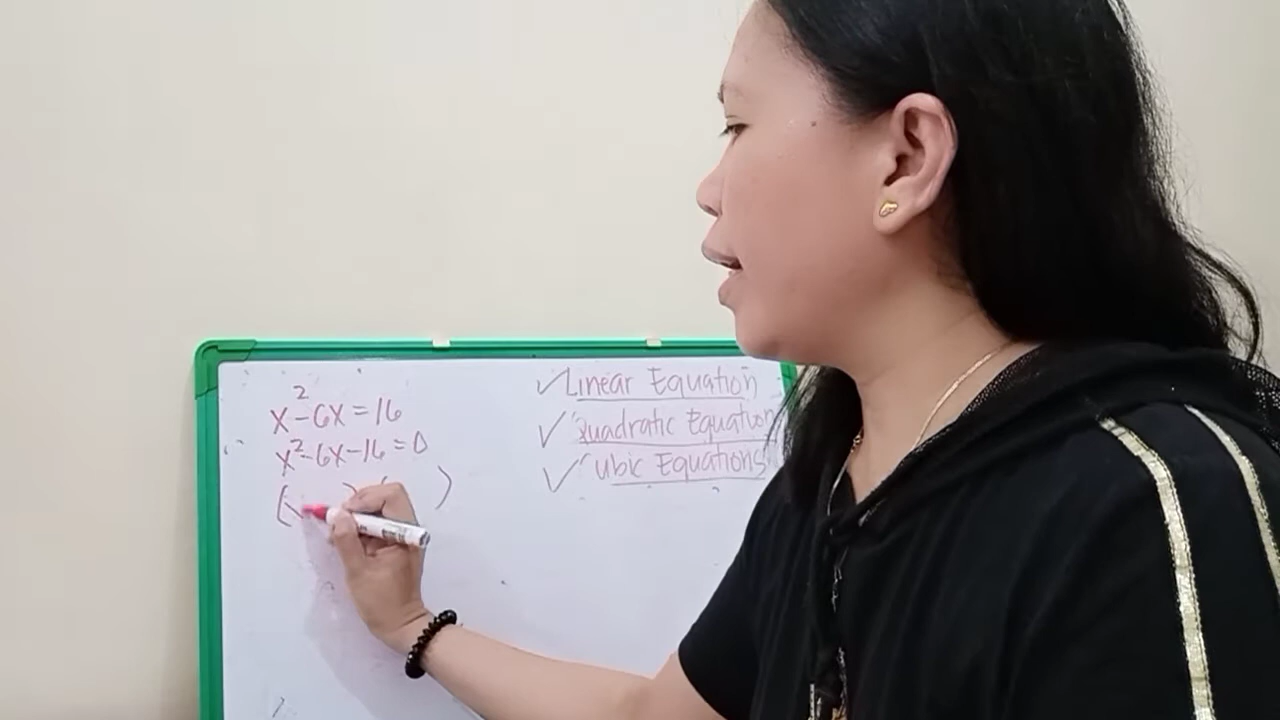 x² - 6x = 16
x² - 6x - 16 = 0
( ) ( )
✓ Linear Equation
✓ Quadratic Equation
✓ Cubic Equations